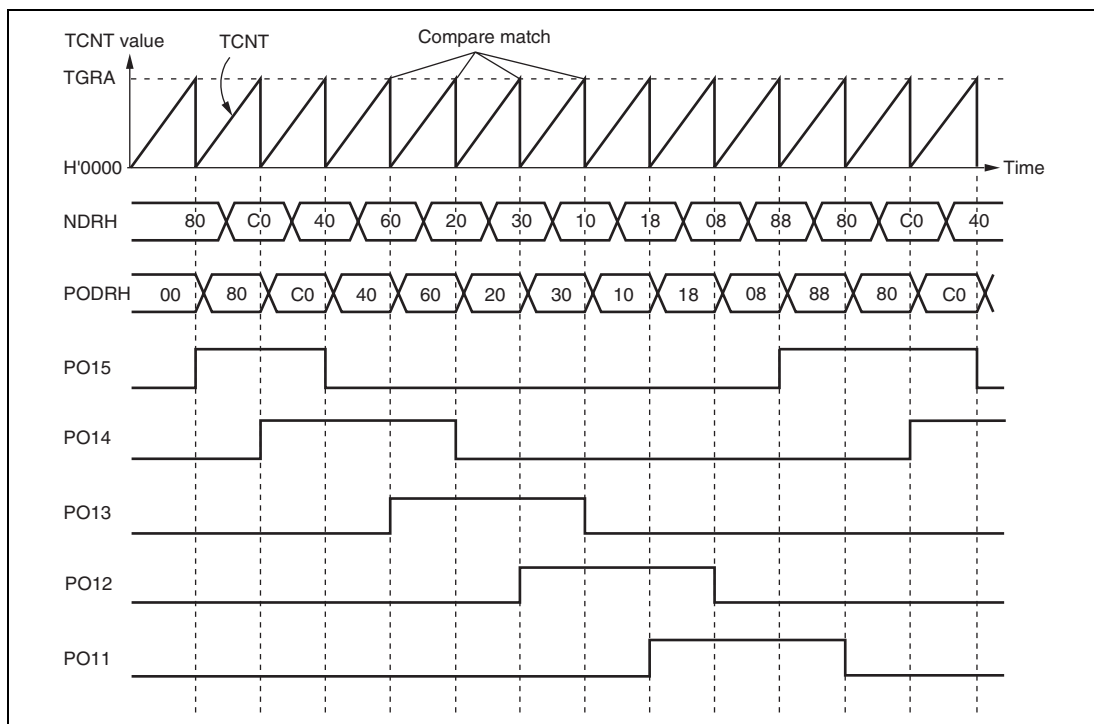 TCNT value
TCNT
Compare match
TGRA
H'0000
Time
NDRH
80 C0 40 60 20 30 10 18 08 88 80 C0 40
PODRH
00 80 C0 40 60 20 30 10 18 08 88 80 C0
PO15
PO14
PO13
PO12
PO11